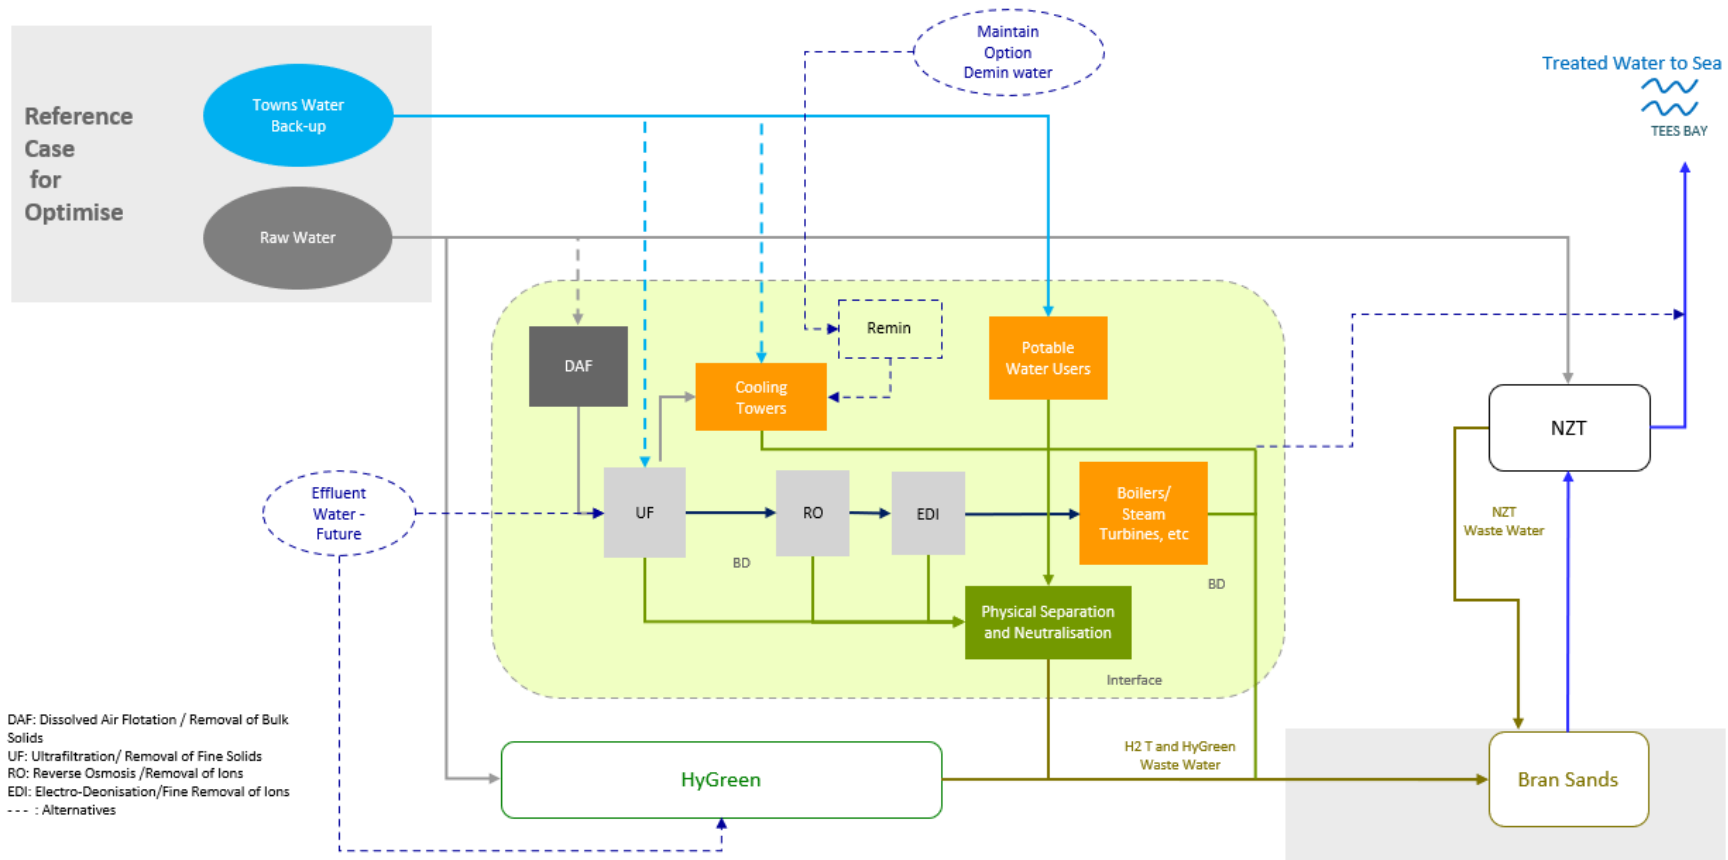 Maintain
Option
Demin water
Treated Water to Sea
TEES BAY
Reference
Case
for
Optimise
Towns Water
Back-up
Raw Water
Remin
DAF
Potable
Water Users
Cooling
Towers
Effluent
Water -
Future
UF
RO
EDI
Boilers/
Steam
Turbines, etc
BD
BD
Physical Separation
and Neutralisation
Interface
NZT
NZT
Waste Water
DAF: Dissolved Air Flotation / Removal of Bulk
Solids
UF: Ultrafiltration/ Removal of Fine Solids
RO: Reverse Osmosis /Removal of Ions
EDI: Electro-Deonisation/Fine Removal of Ions
- - - : Alternatives
HyGreen
H2 T and HyGreen
Waste Water
Bran Sands